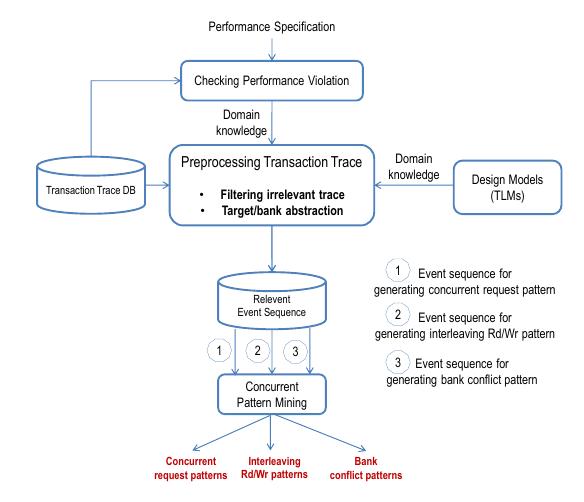 Performance Specification
Checking Performance Violation
Domain
knowledge
Preprocessing Transaction Trace
• Filtering irrelevant trace
• Target/bank abstraction
Transaction Trace DB
Domain
knowledge
Design Models
(TLMs)
Relevent
Event Sequence
1 Event sequence for
generating concurrent request pattern
2 Event sequence for
generating interleaving Rd/Wr pattern
3 Event sequence for
generating bank conflict pattern
1 2 3
Concurrent
Pattern Mining
Concurrent
request patterns
Interleaving
Rd/Wr patterns
Bank
conflict patterns